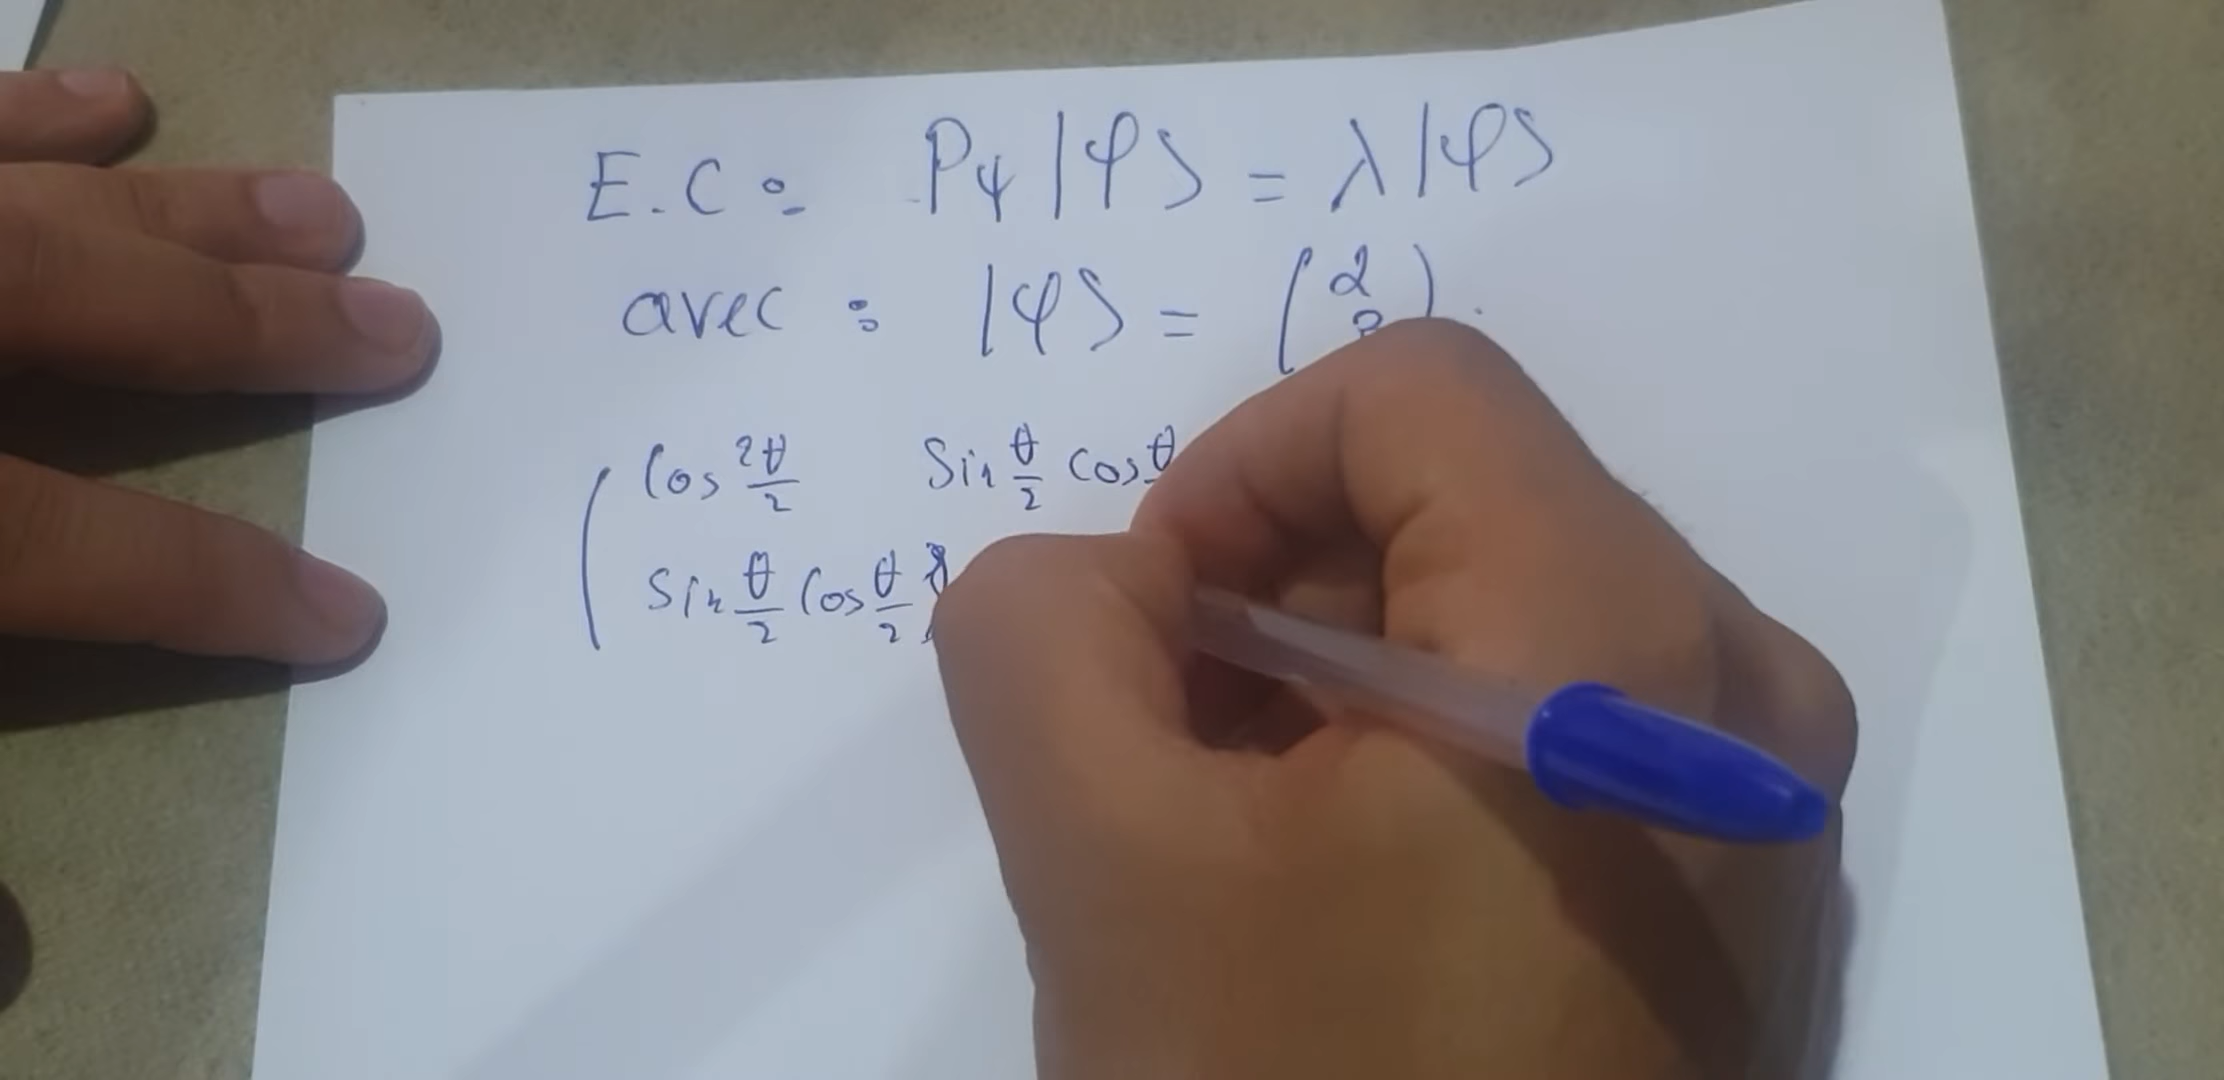 E.C : Pψ |φ> = λ |φ>
avec : |φ> = (α
cos²θ/2 sin θ/2 cos θ
sin θ/2 cos θ/2